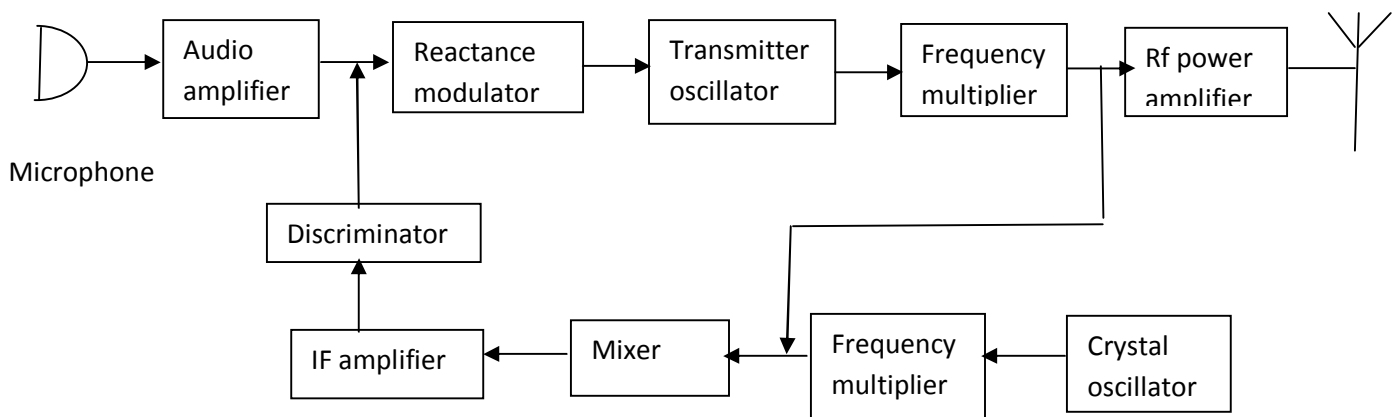 Audio
amplifier
Reactance
modulator
Transmitter
oscillator
Frequency
multiplier
Rf power
amplifier
Microphone
Discriminator
IF amplifier
Mixer
Frequency
multiplier
Crystal
oscillator